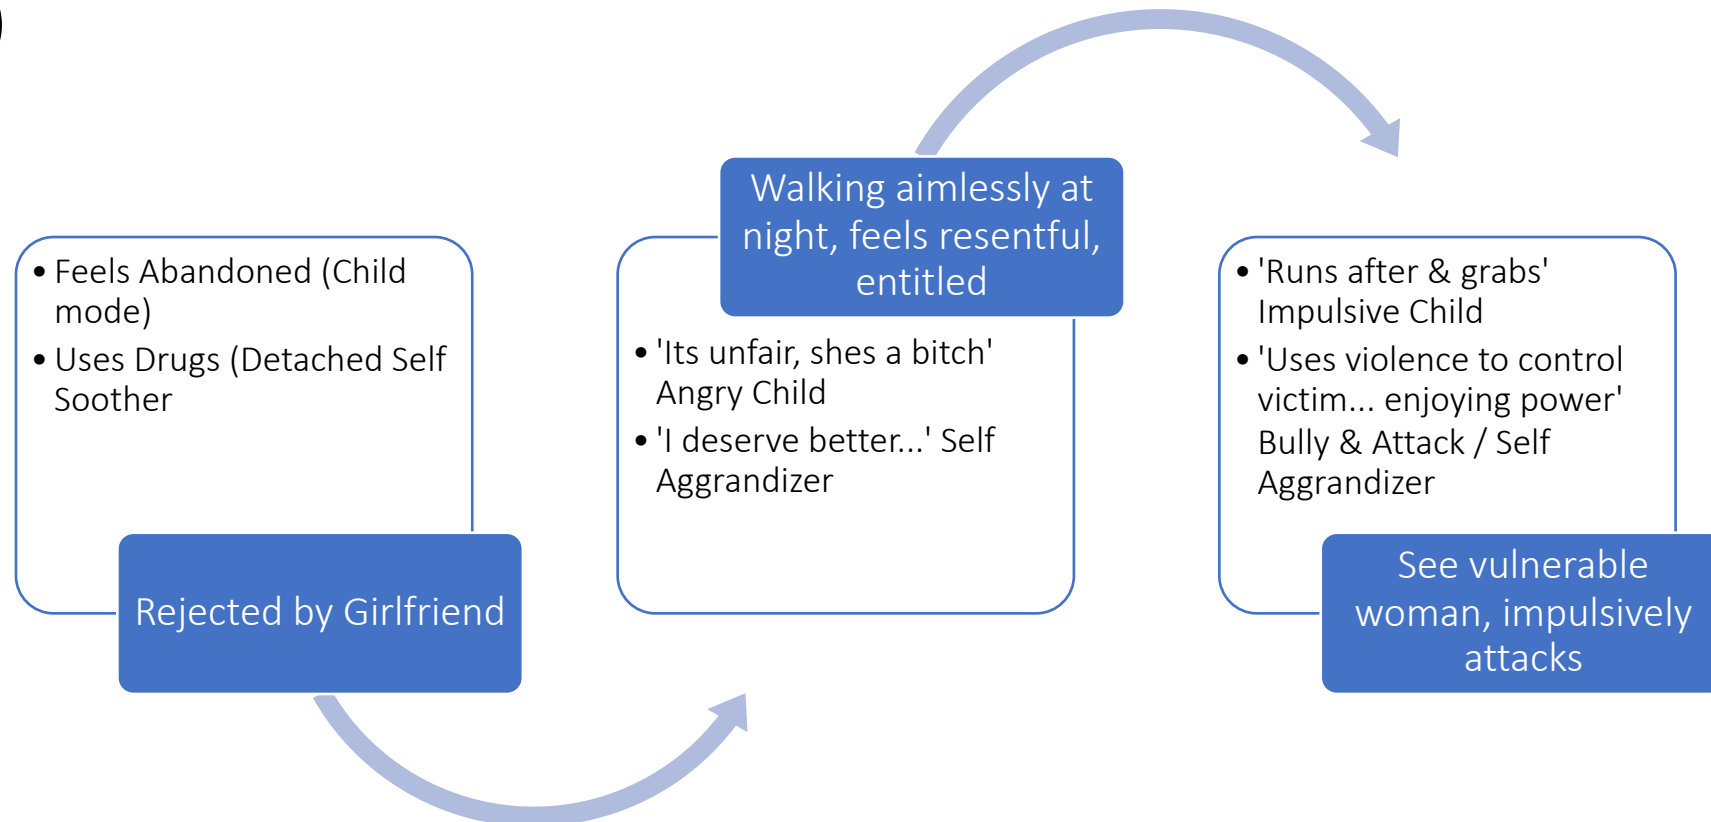 )
• Feels Abandoned (Child
mode)
• Uses Drugs (Detached Self
Soother
Rejected by Girlfriend
Walking aimlessly at
night, feels resentful,
entitled
• 'Its unfair, shes a bitch'
Angry Child
• 'I deserve better...' Self
Aggrandizer
• 'Runs after & grabs'
Impulsive Child
• 'Uses violence to control
victim... enjoying power'
Bully & Attack / Self
Aggrandizer
See vulnerable
woman, impulsively
attacks